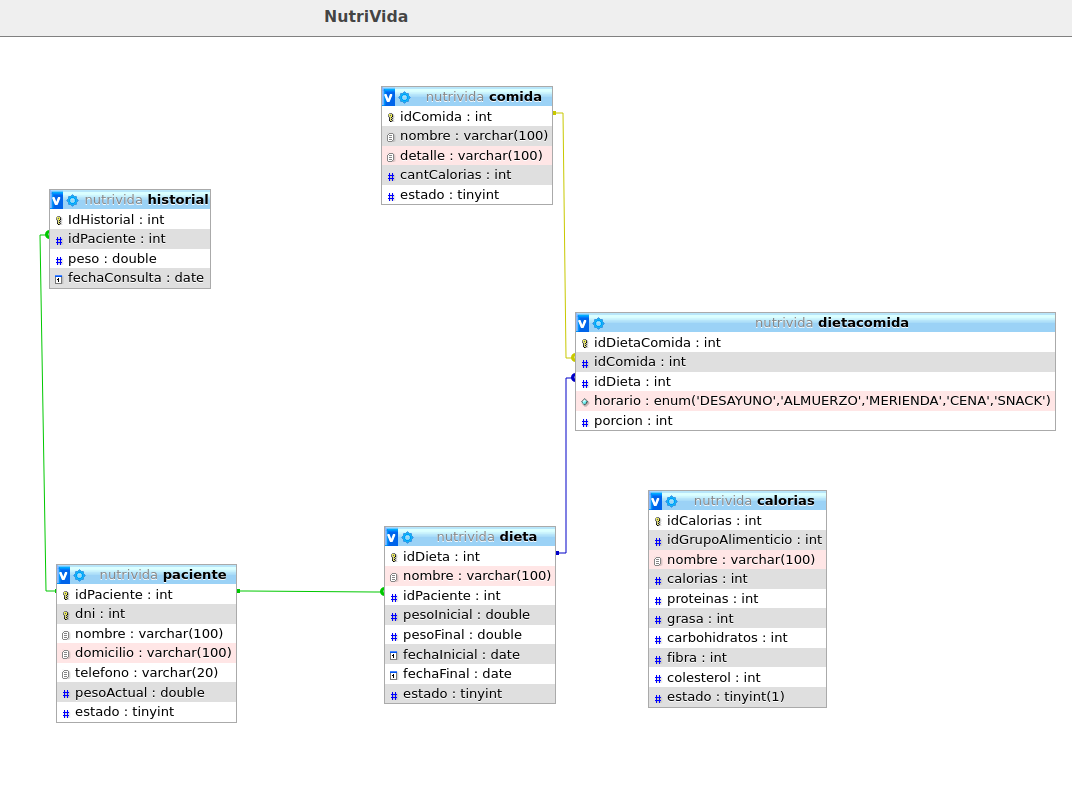 NutriVida
nutrivida comida
idComida : int
nombre : varchar(100)
detalle : varchar(100)
cantCalorias : int
estado : tinyint
nutrivida historial
IdHistorial : int
idPaciente : int
peso : double
fechaConsulta : date
nutrivida dietacomida
idDietaComida : int
idComida : int
idDieta : int
horario : enum('DESAYUNO','ALMUERZO','MERIENDA','CENA','SNACK')
porcion : int
nutrivida calorias
idCalorias : int
idGrupoAlimenticio : int
nombre : varchar(100)
calorias : int
proteinas : int
grasa : int
carbohidratos : int
fibra : int
colesterol : int
estado : tinyint(1)
nutrivida dieta
idDieta : int
nombre : varchar(100)
idPaciente : int
pesoInicial : double
pesoFinal : double
fechaInicial : date
fechaFinal : date
estado : tinyint
nutrivida paciente
idPaciente : int
dni : int
nombre : varchar(100)
domicilio : varchar(100)
telefono : varchar(20)
pesoActual : double
estado : tinyint